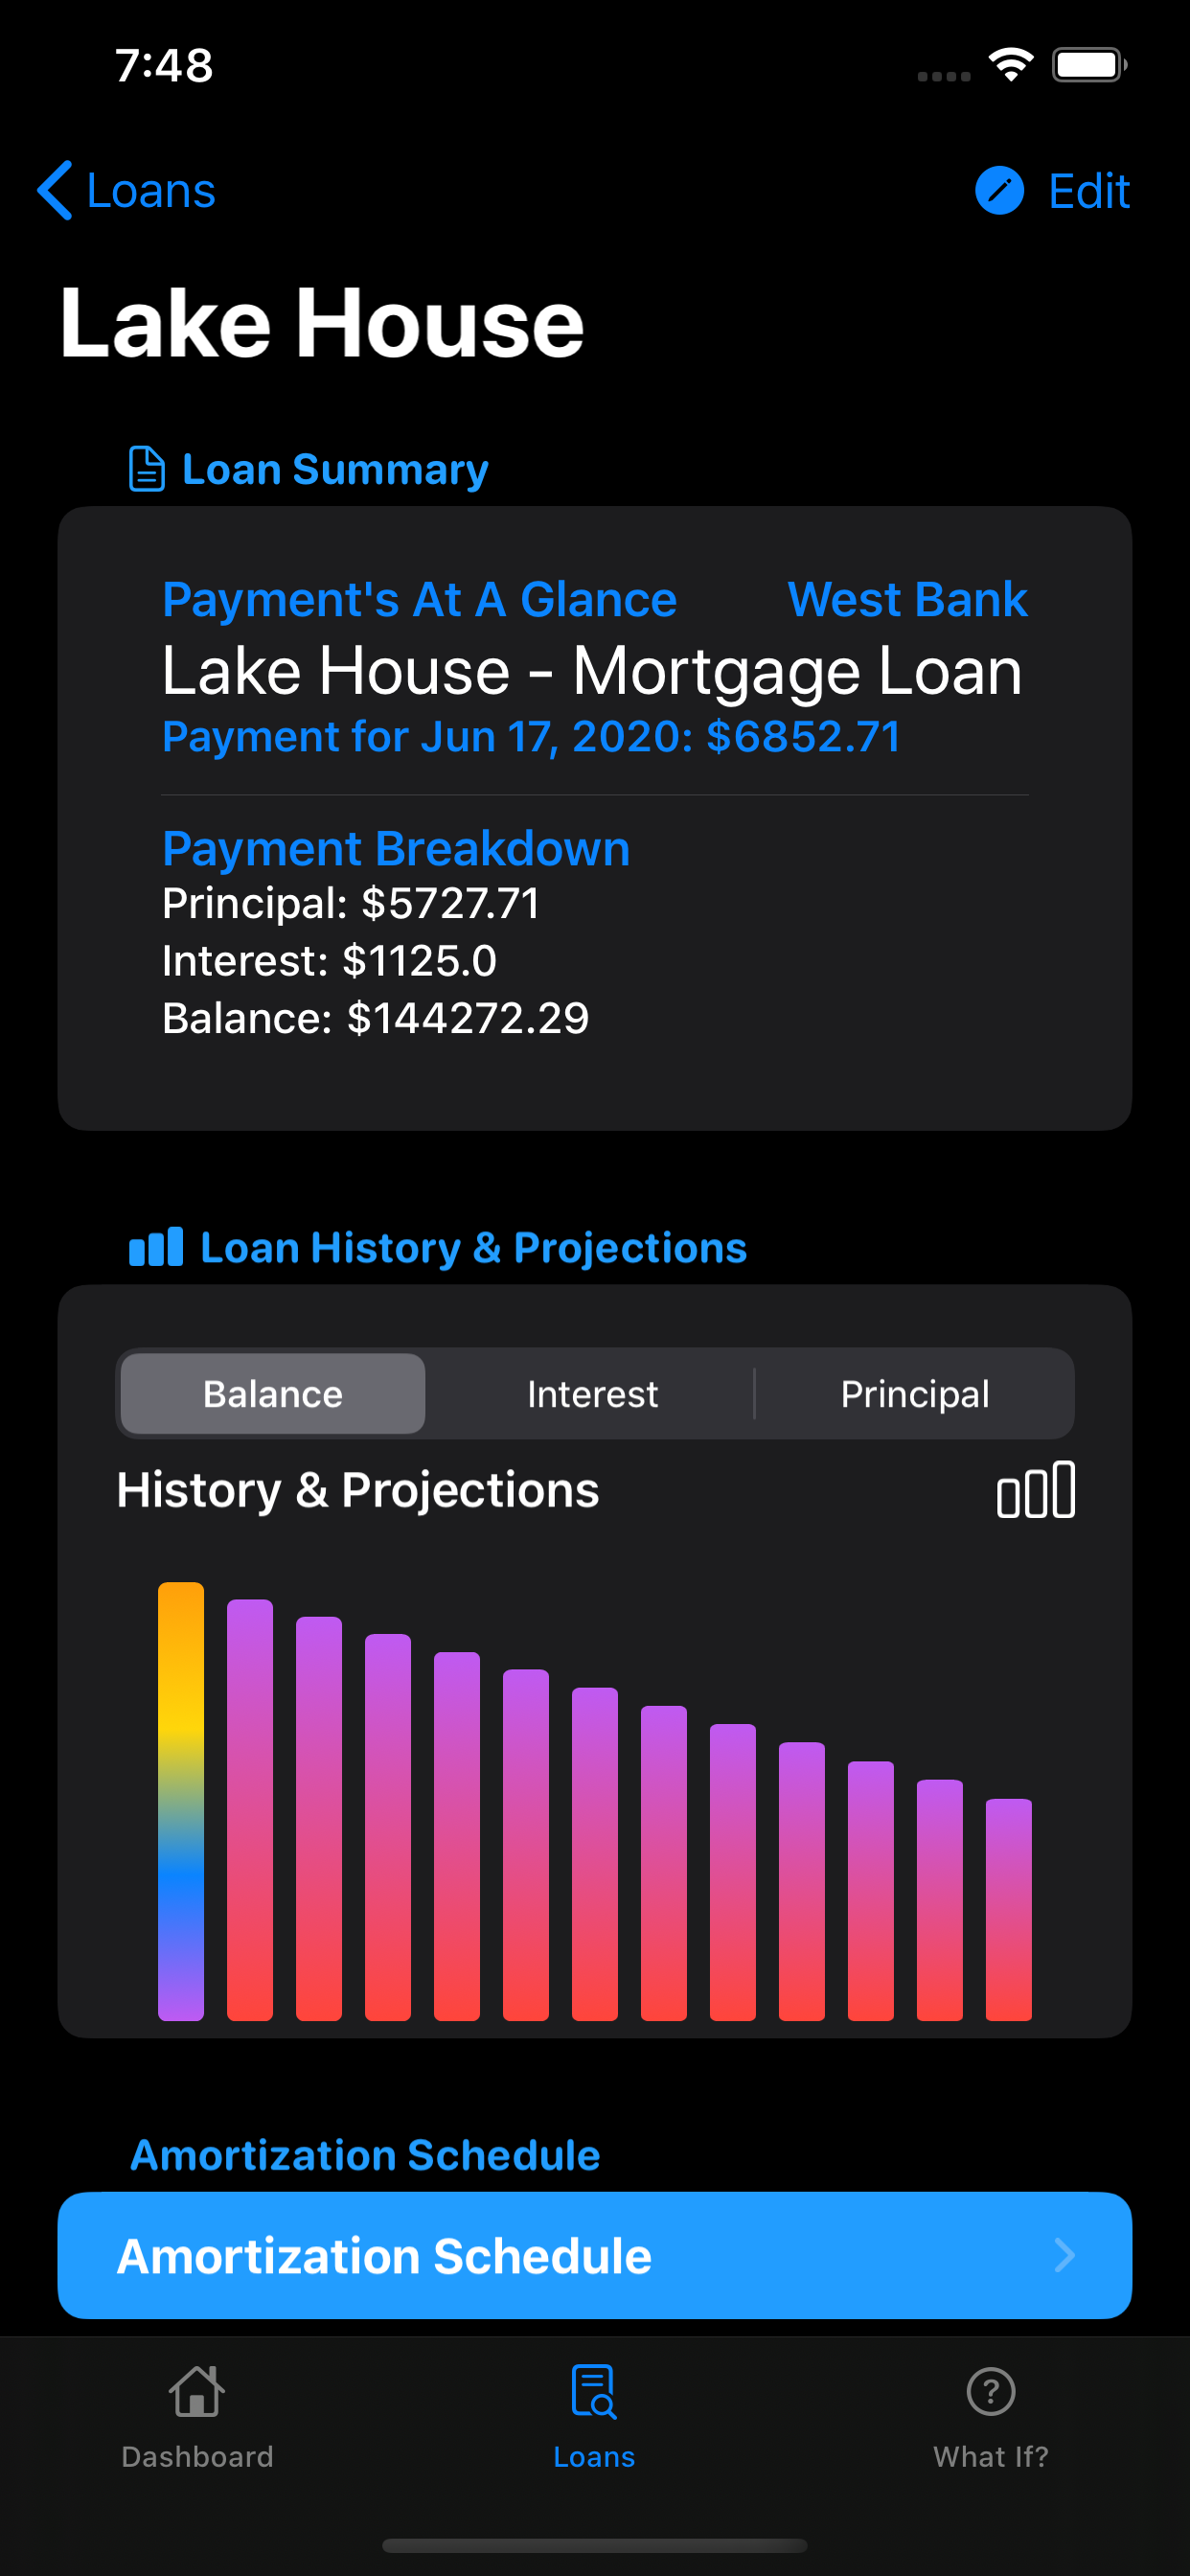 7:48
Loans
Edit
Lake House
Loan Summary
Payment's At A Glance West Bank
Lake House - Mortgage Loan
Payment for Jun 17, 2020: $6852.71
Payment Breakdown
Principal: $5727.71
Interest: $1125.0
Balance: $144272.29
Loan History & Projections
Balance Interest Principal
History & Projections
Amortization Schedule
Amortization Schedule
Dashboard Loans What If?